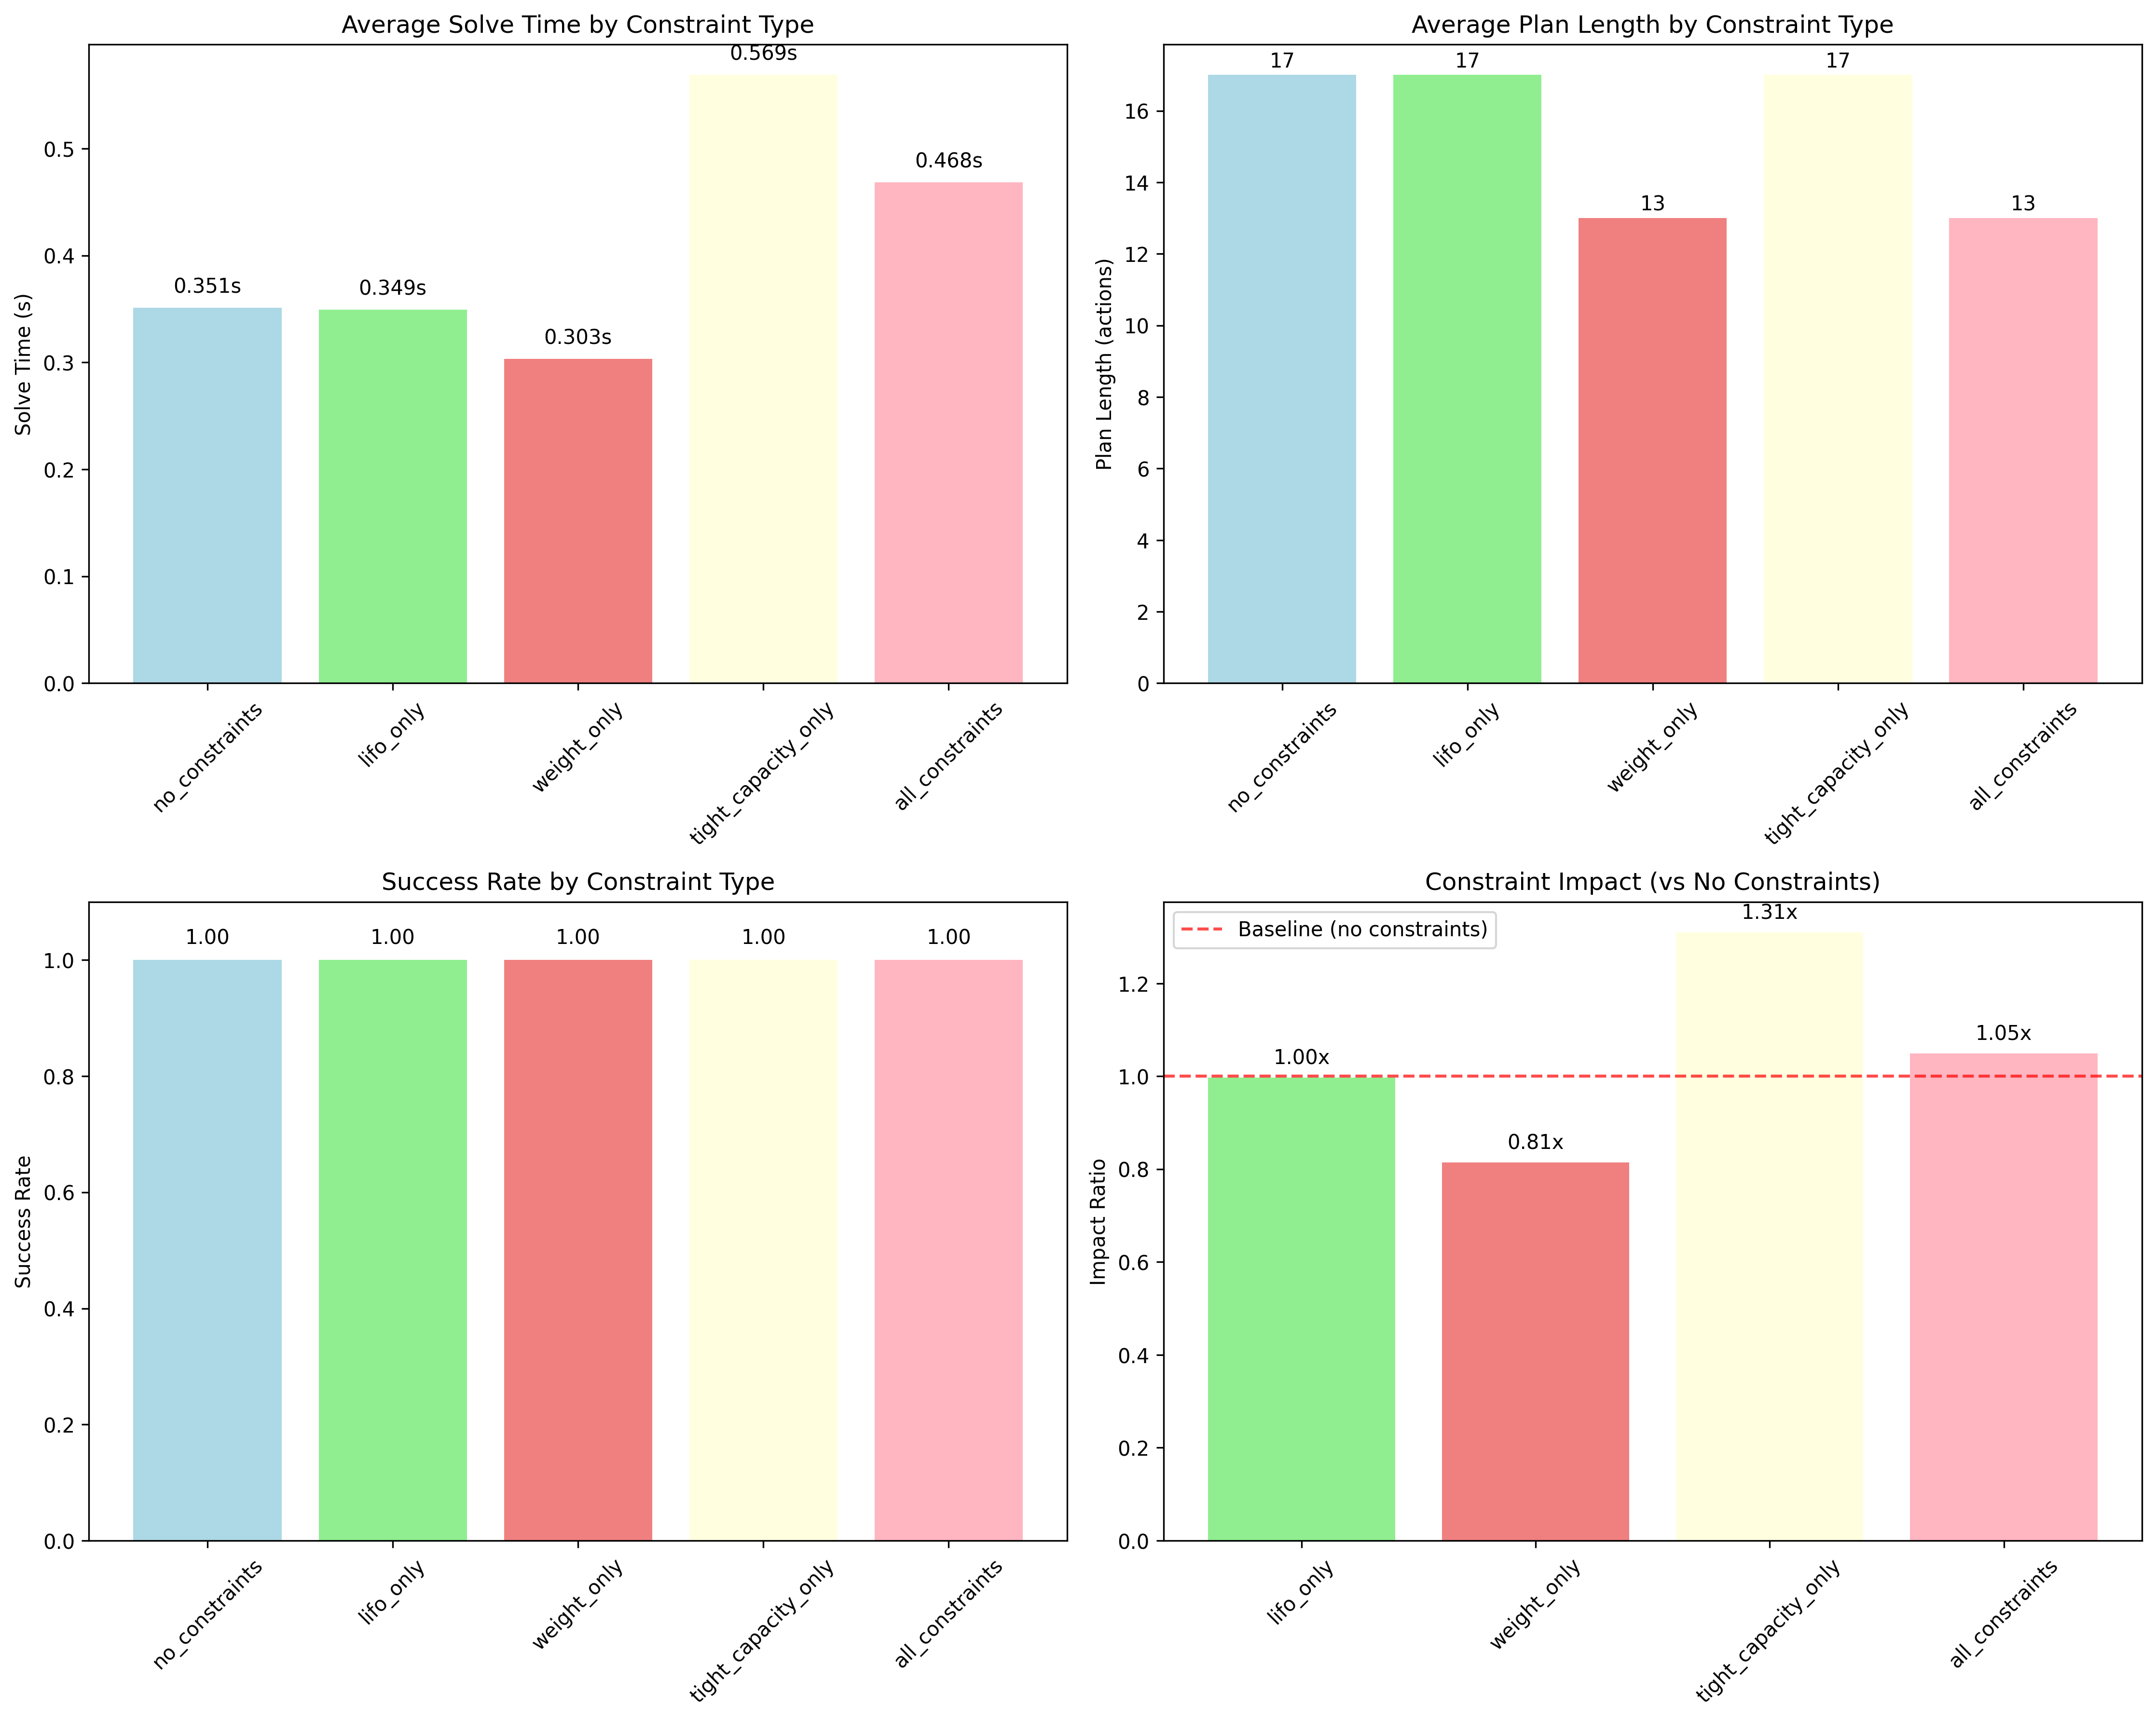 Average Solve Time by Constraint Type
Solve Time (s)
0.5
0.4
0.3
0.2
0.1
0.0
0.351s
0.349s
0.303s
0.569s
0.468s
no_constraints
lifo_only
weight_only
tight_capacity_only
all_constraints
Average Plan Length by Constraint Type
Plan Length (actions)
16
14
12
10
8
6
4
2
0
17
17
13
17
13
no_constraints
lifo_only
weight_only
tight_capacity_only
all_constraints
Success Rate by Constraint Type
Success Rate
1.0
0.8
0.6
0.4
0.2
0.0
1.00
1.00
1.00
1.00
1.00
no_constraints
lifo_only
weight_only
tight_capacity_only
all_constraints
Constraint Impact (vs No Constraints)
Baseline (no constraints)
Impact Ratio
1.2
1.0
0.8
0.6
0.4
0.2
0.0
1.00x
0.81x
1.31x
1.05x
lifo_only
weight_only
tight_capacity_only
all_constraints